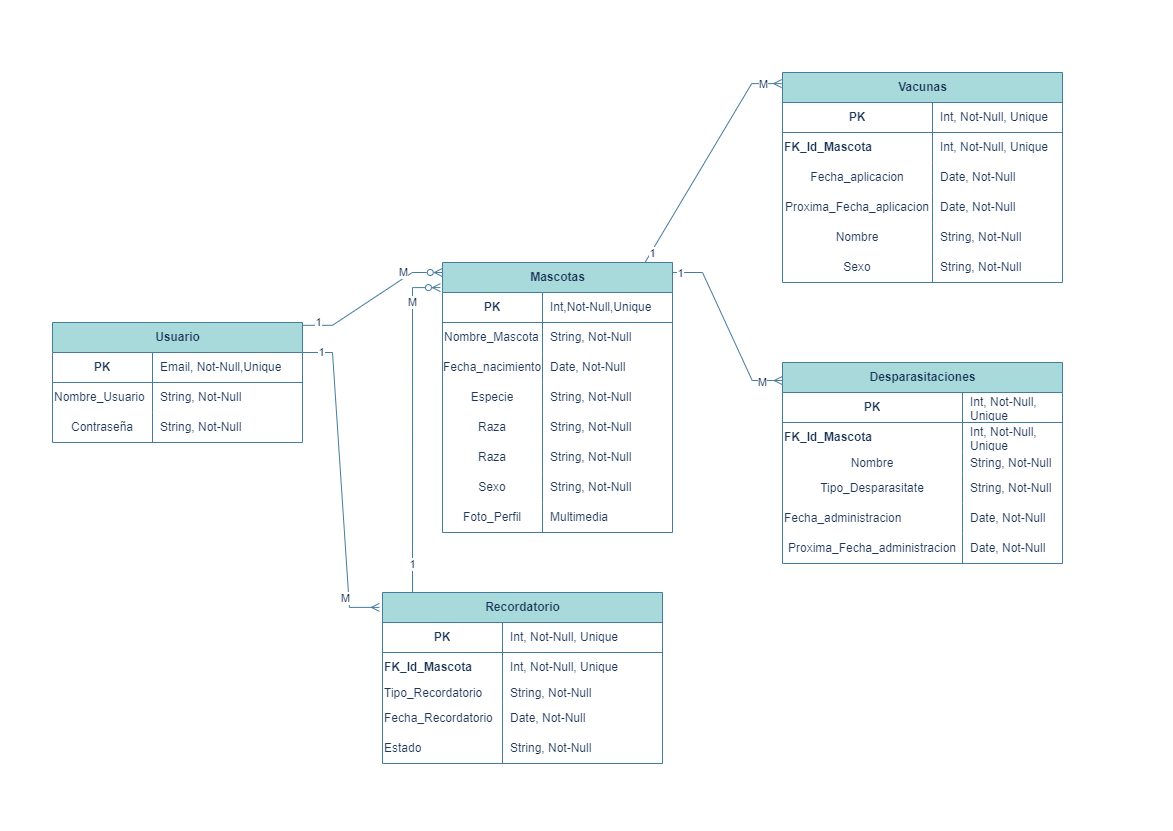 Vacunas
PK Int, Not-Null, Unique
FK_Id_Mascota Int, Not-Null, Unique
Fecha_aplicacion Date, Not-Null
Proxima_Fecha_aplicacion Date, Not-Null
Nombre String, Not-Null
Sexo String, Not-Null
M
1
M
1
M
1
Mascotas
PK Int,Not-Null,Unique
Nombre_Mascota String, Not-Null
Fecha_nacimiento Date, Not-Null
Especie String, Not-Null
Raza String, Not-Null
Raza String, Not-Null
Sexo String, Not-Null
Foto_Perfil Multimedia
1
1
Usuario
PK Email, Not-Null,Unique
Nombre_Usuario String, Not-Null
Contraseña String, Not-Null
M
Desparasitaciones
PK Int, Not-Null,
Unique
FK_Id_Mascota Int, Not-Null,
Unique
Nombre String, Not-Null
Tipo_Desparasitate String, Not-Null
Fecha_administracion Date, Not-Null
Proxima_Fecha_administracion Date, Not-Null
M
Recordatorio
PK Int, Not-Null, Unique
FK_Id_Mascota Int, Not-Null, Unique
Tipo_Recordatorio String, Not-Null
Fecha_Recordatorio Date, Not-Null
Estado String, Not-Null